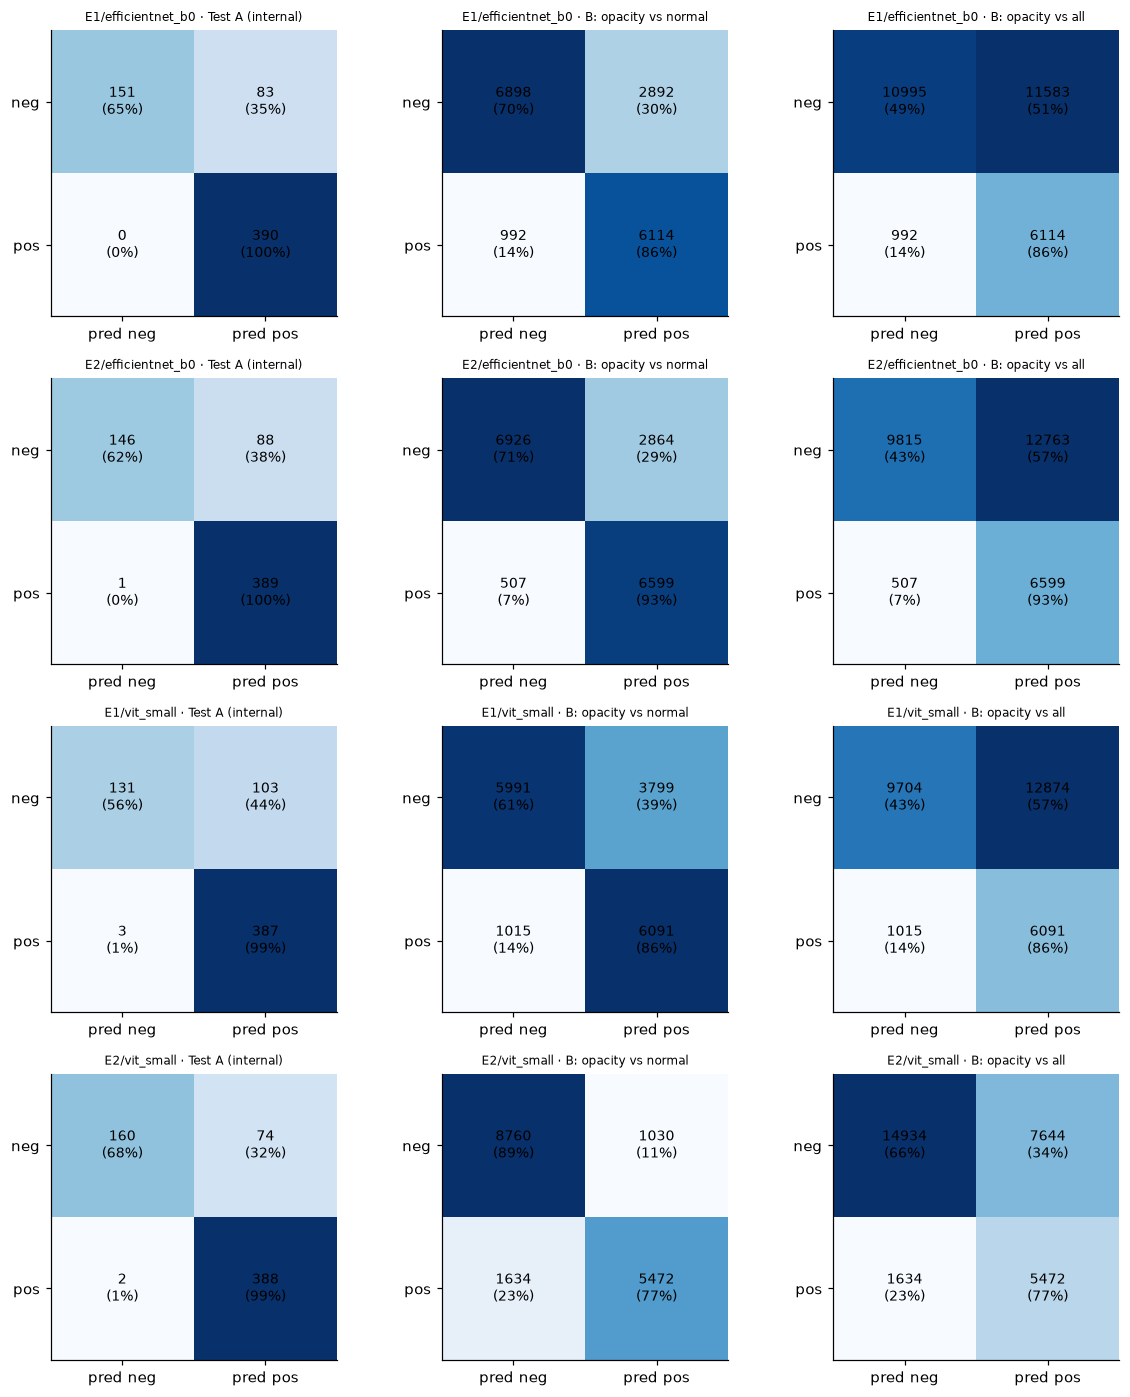 E1/efficientnet_b0 · Test A (internal)
neg
151
(65%)
83
(35%)
pos
0
(0%)
390
(100%)
pred neg
pred pos
E1/efficientnet_b0 · B: opacity vs normal
neg
6898
(70%)
2892
(30%)
pos
992
(14%)
6114
(86%)
pred neg
pred pos
E1/efficientnet_b0 · B: opacity vs all
neg
10995
(49%)
11583
(51%)
pos
992
(14%)
6114
(86%)
pred neg
pred pos
E2/efficientnet_b0 · Test A (internal)
neg
146
(62%)
88
(38%)
pos
1
(0%)
389
(100%)
pred neg
pred pos
E2/efficientnet_b0 · B: opacity vs normal
neg
6926
(71%)
2864
(29%)
pos
507
(7%)
6599
(93%)
pred neg
pred pos
E2/efficientnet_b0 · B: opacity vs all
neg
9815
(43%)
12763
(57%)
pos
507
(7%)
6599
(93%)
pred neg
pred pos
E1/vit_small · Test A (internal)
neg
131
(56%)
103
(44%)
pos
3
(1%)
387
(99%)
pred neg
pred pos
E1/vit_small · B: opacity vs normal
neg
5991
(61%)
3799
(39%)
pos
1015
(14%)
6091
(86%)
pred neg
pred pos
E1/vit_small · B: opacity vs all
neg
9704
(43%)
12874
(57%)
pos
1015
(14%)
6091
(86%)
pred neg
pred pos
E2/vit_small · Test A (internal)
neg
160
(68%)
74
(32%)
pos
2
(1%)
388
(99%)
pred neg
pred pos
E2/vit_small · B: opacity vs normal
neg
8760
(89%)
1030
(11%)
pos
1634
(23%)
5472
(77%)
pred neg
pred pos
E2/vit_small · B: opacity vs all
neg
14934
(66%)
7644
(34%)
pos
1634
(23%)
5472
(77%)
pred neg
pred pos